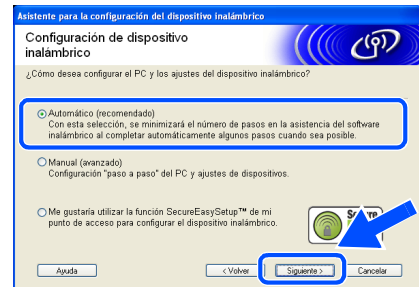 Asistente para la configuración del dispositivo inalámbrico
Configuración de dispositivo
inalámbrico
¿Cómo desea configurar el PC y los ajustes del dispositivo inalámbrico?
Automático (recomendado)
Con esta selección, se minimizará el número de pasos en la asistencia del software
inalámbrico al completar automáticamente algunos pasos cuando sea posible.
Manual (avanzado)
Configuración "paso a paso" del PC y ajustes de dispositivos.
Me gustaría utilizar la función SecureEasySetup™ de mi
punto de acceso para configurar el dispositivo inalámbrico.
Secure
Ayuda
< Volver
Siguiente >
Cancelar